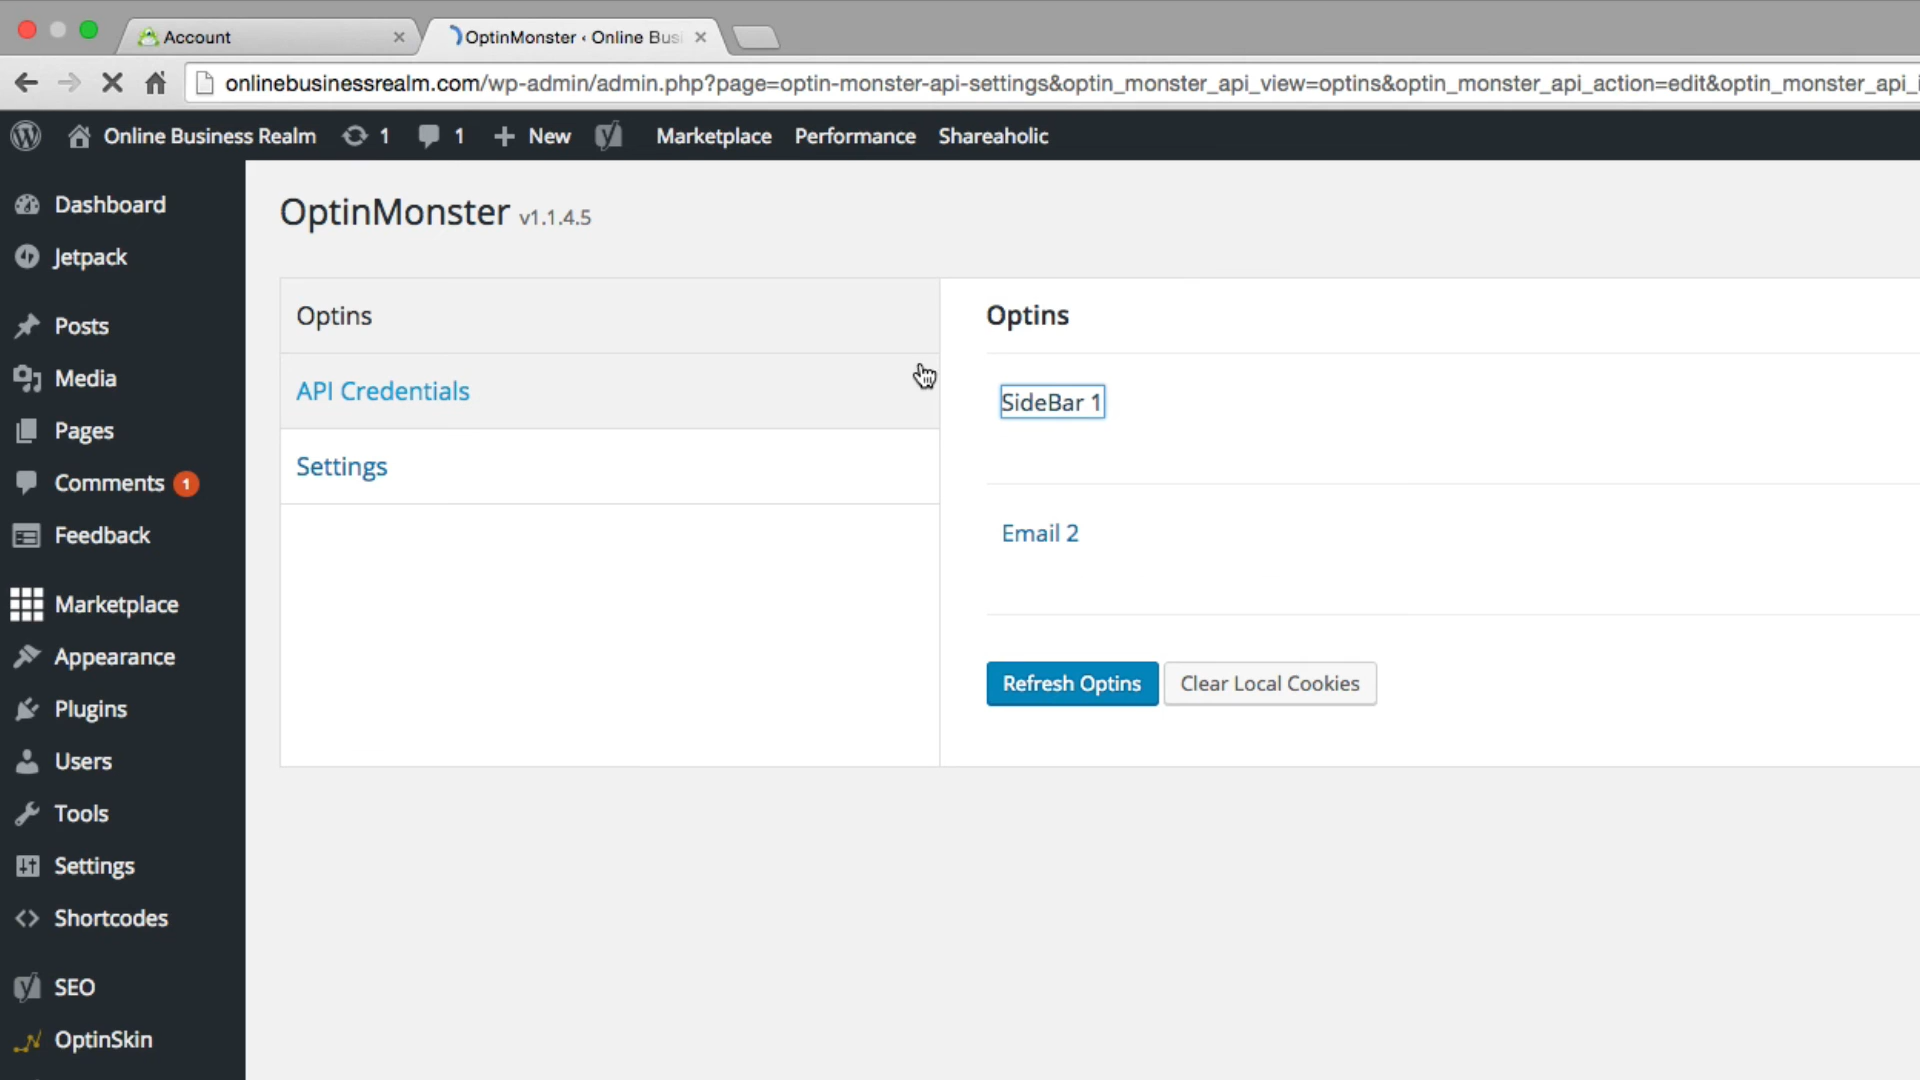 Account
OptinMonster ‹ Online Busi
onlinebusinessrealm.com/wp-admin/admin.php?page=optin-monster-api-settings&optin_monster_api_view=optins&optin_monster_api_action=edit&optin_monster_api_i
Online Business Realm 1 1 New Marketplace Performance Shareaholic
Dashboard
Jetpack
Posts
Media
Pages
Comments 1
Feedback
Marketplace
Appearance
Plugins
Users
Tools
Settings
Shortcodes
SEO
OptinSkin
OptinMonster v1.1.4.5
Optins
API Credentials
Settings
Optins
SideBar 1
Email 2
Refresh Optins Clear Local Cookies